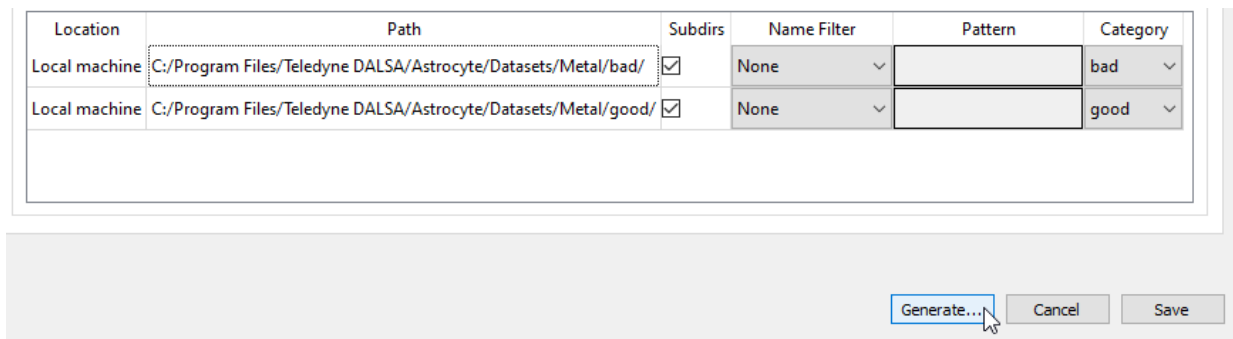 Location Path Subdirs Name Filter Pattern Category
Local machine C:/Program Files/Teledyne DALSA/Astrocyte/Datasets/Metal/bad/ None bad
Local machine C:/Program Files/Teledyne DALSA/Astrocyte/Datasets/Metal/good/ None good
Generate... Cancel Save